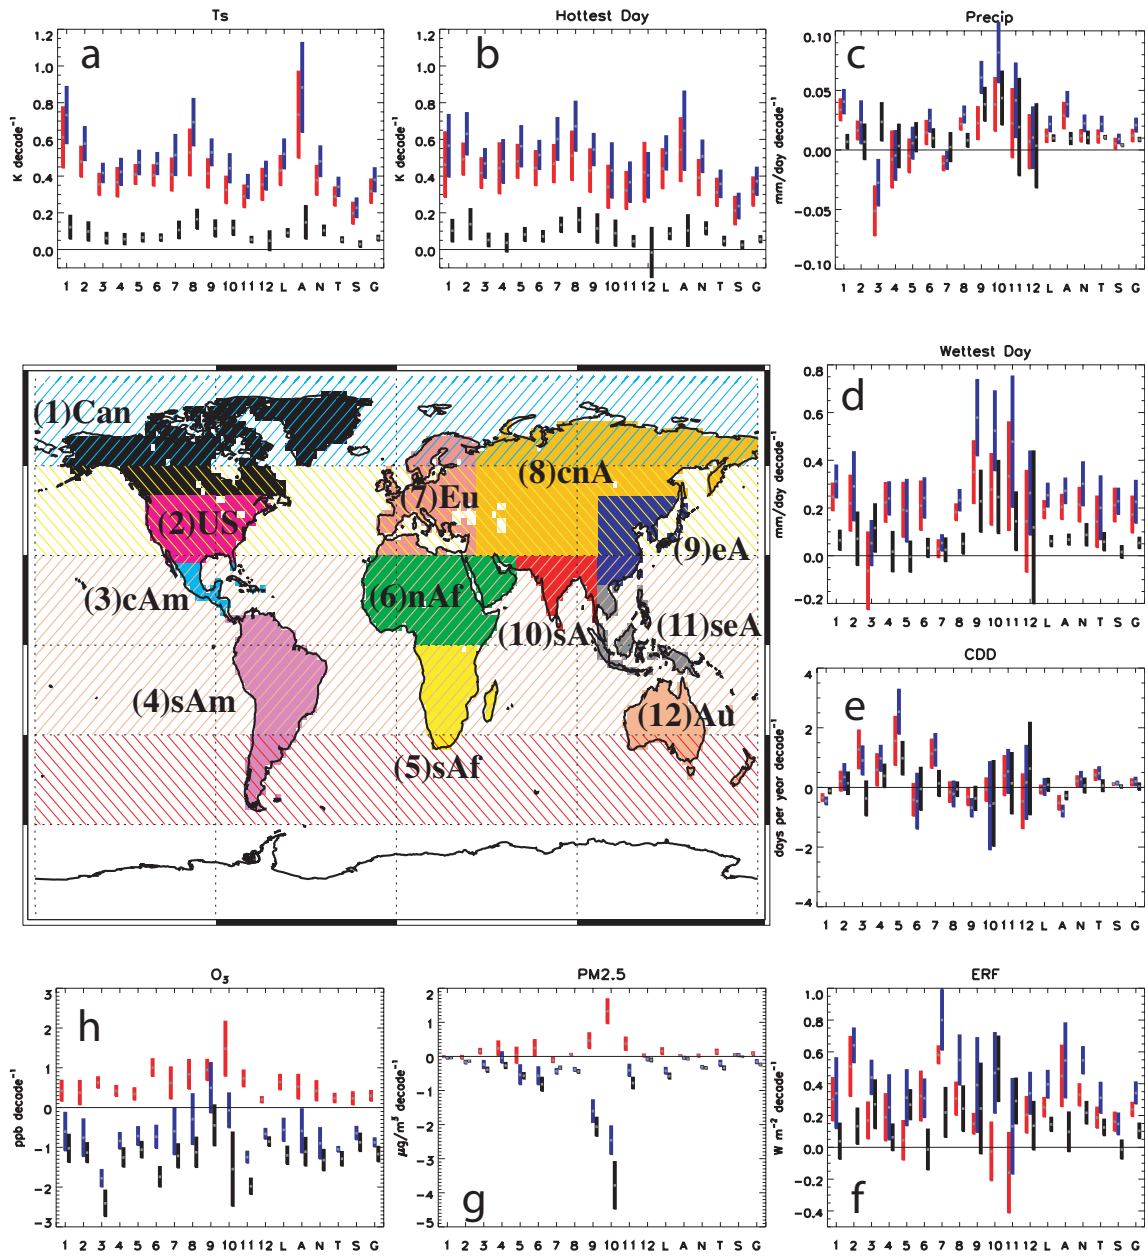 Ts
a
K decade⁻¹
1.2
1.0
0.8
0.6
0.4
0.2
0.0
1 2 3 4 5 6 7 8 9 10 11 12 L A N T S G
Hottest Day
b
K decade⁻¹
1.2
1.0
0.8
0.6
0.4
0.2
0.0
1 2 3 4 5 6 7 8 9 10 11 12 L A N T S G
Precip
c
mm/day decade⁻¹
0.10
0.05
0.00
−0.05
−0.10
1 2 3 4 5 6 7 8 9 10 11 12 L A N T S G
(1)Can
(2)US
(3)cAm
(4)sAm
(5)sAf
(6)nAf
(7)Eu
(8)cnA
(9)eA
(10)sA
(11)seA
(12)Au
Wettest Day
d
mm/day decade⁻¹
0.8
0.6
0.4
0.2
0.0
−0.2
1 2 3 4 5 6 7 8 9 10 11 12 L A N T S G
CDD
e
days per year decade⁻¹
4
2
0
−2
−4
1 2 3 4 5 6 7 8 9 10 11 12 L A N T S G
O₃
h
ppb decade⁻¹
3
2
1
0
−1
−2
−3
1 2 3 4 5 6 7 8 9 10 11 12 L A N T S G
PM2.5
g
μg/m³ decade⁻¹
2
1
0
−1
−2
−3
−4
−5
1 2 3 4 5 6 7 8 9 10 11 12 L A N T S G
ERF
f
W m⁻² decade⁻¹
1.0
0.8
0.6
0.4
0.2
0.0
−0.2
−0.4
1 2 3 4 5 6 7 8 9 10 11 12 L A N T S G